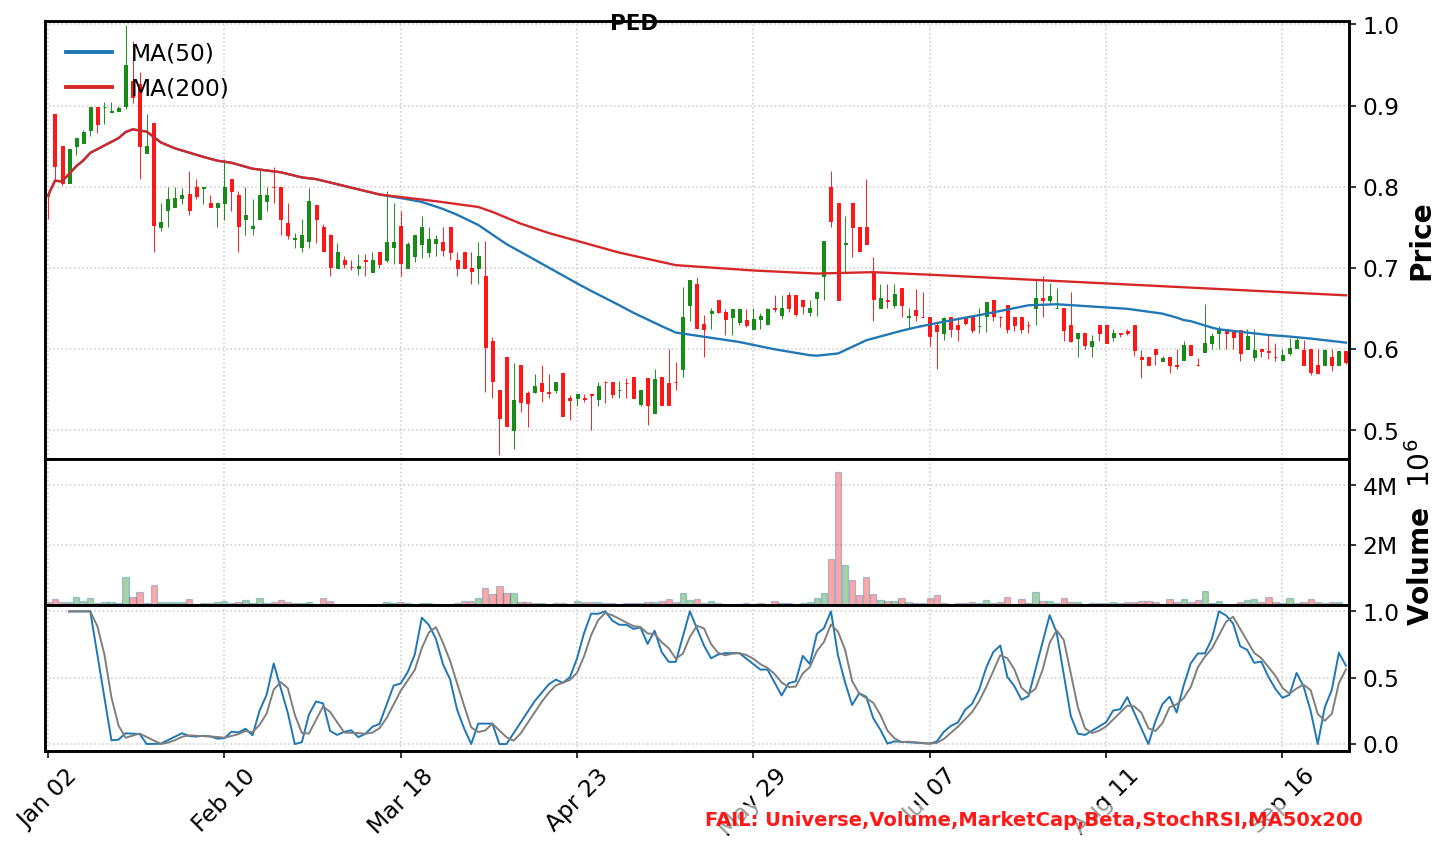 PED
MA(50)
MA(200)
1.0
0.9
0.8
0.7
0.6
0.5
Price
4M
2M
Volume 10^6
1.0
0.5
0.0
Jan 02
Feb 10
Mar 18
Apr 23
May 29
Jul 07
Aug 11
Sep 16
FAIL: Universe,Volume,MarketCap,Beta,StochRSI,MA50x200